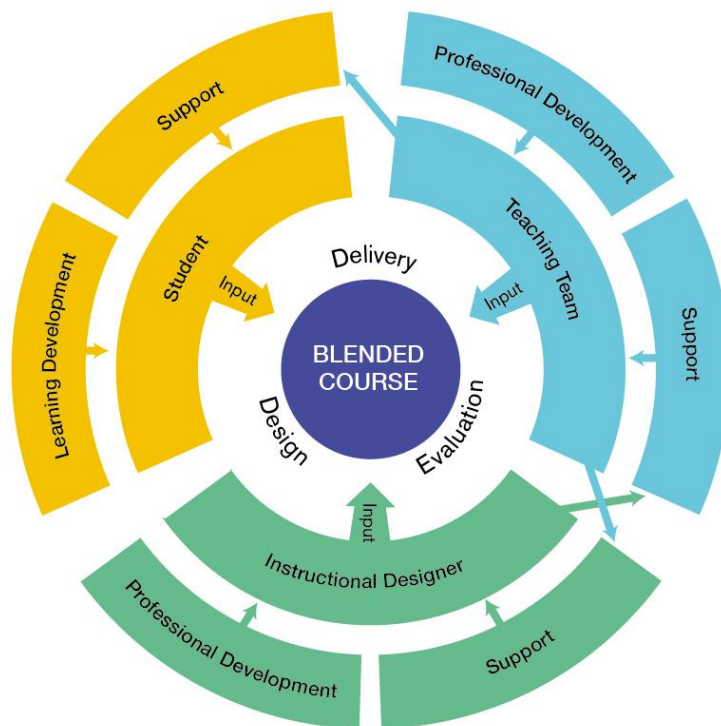 Support
Professional Development
Student
Teaching Team
Learning Development
Support
Input
Input
Delivery
BLENDED
COURSE
Design
Evaluation
Input
Instructional Designer
Professional Development
Support